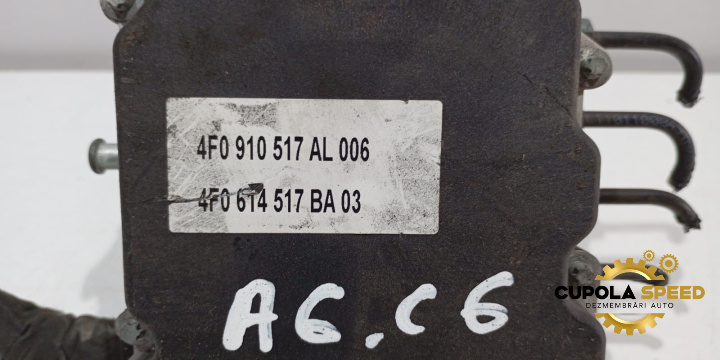 4F0 910 517 AL 006
4F0 614 517 BA 03
A6.C6
CUPOLA SPEED
DEZMEMBRĂRI AUTO